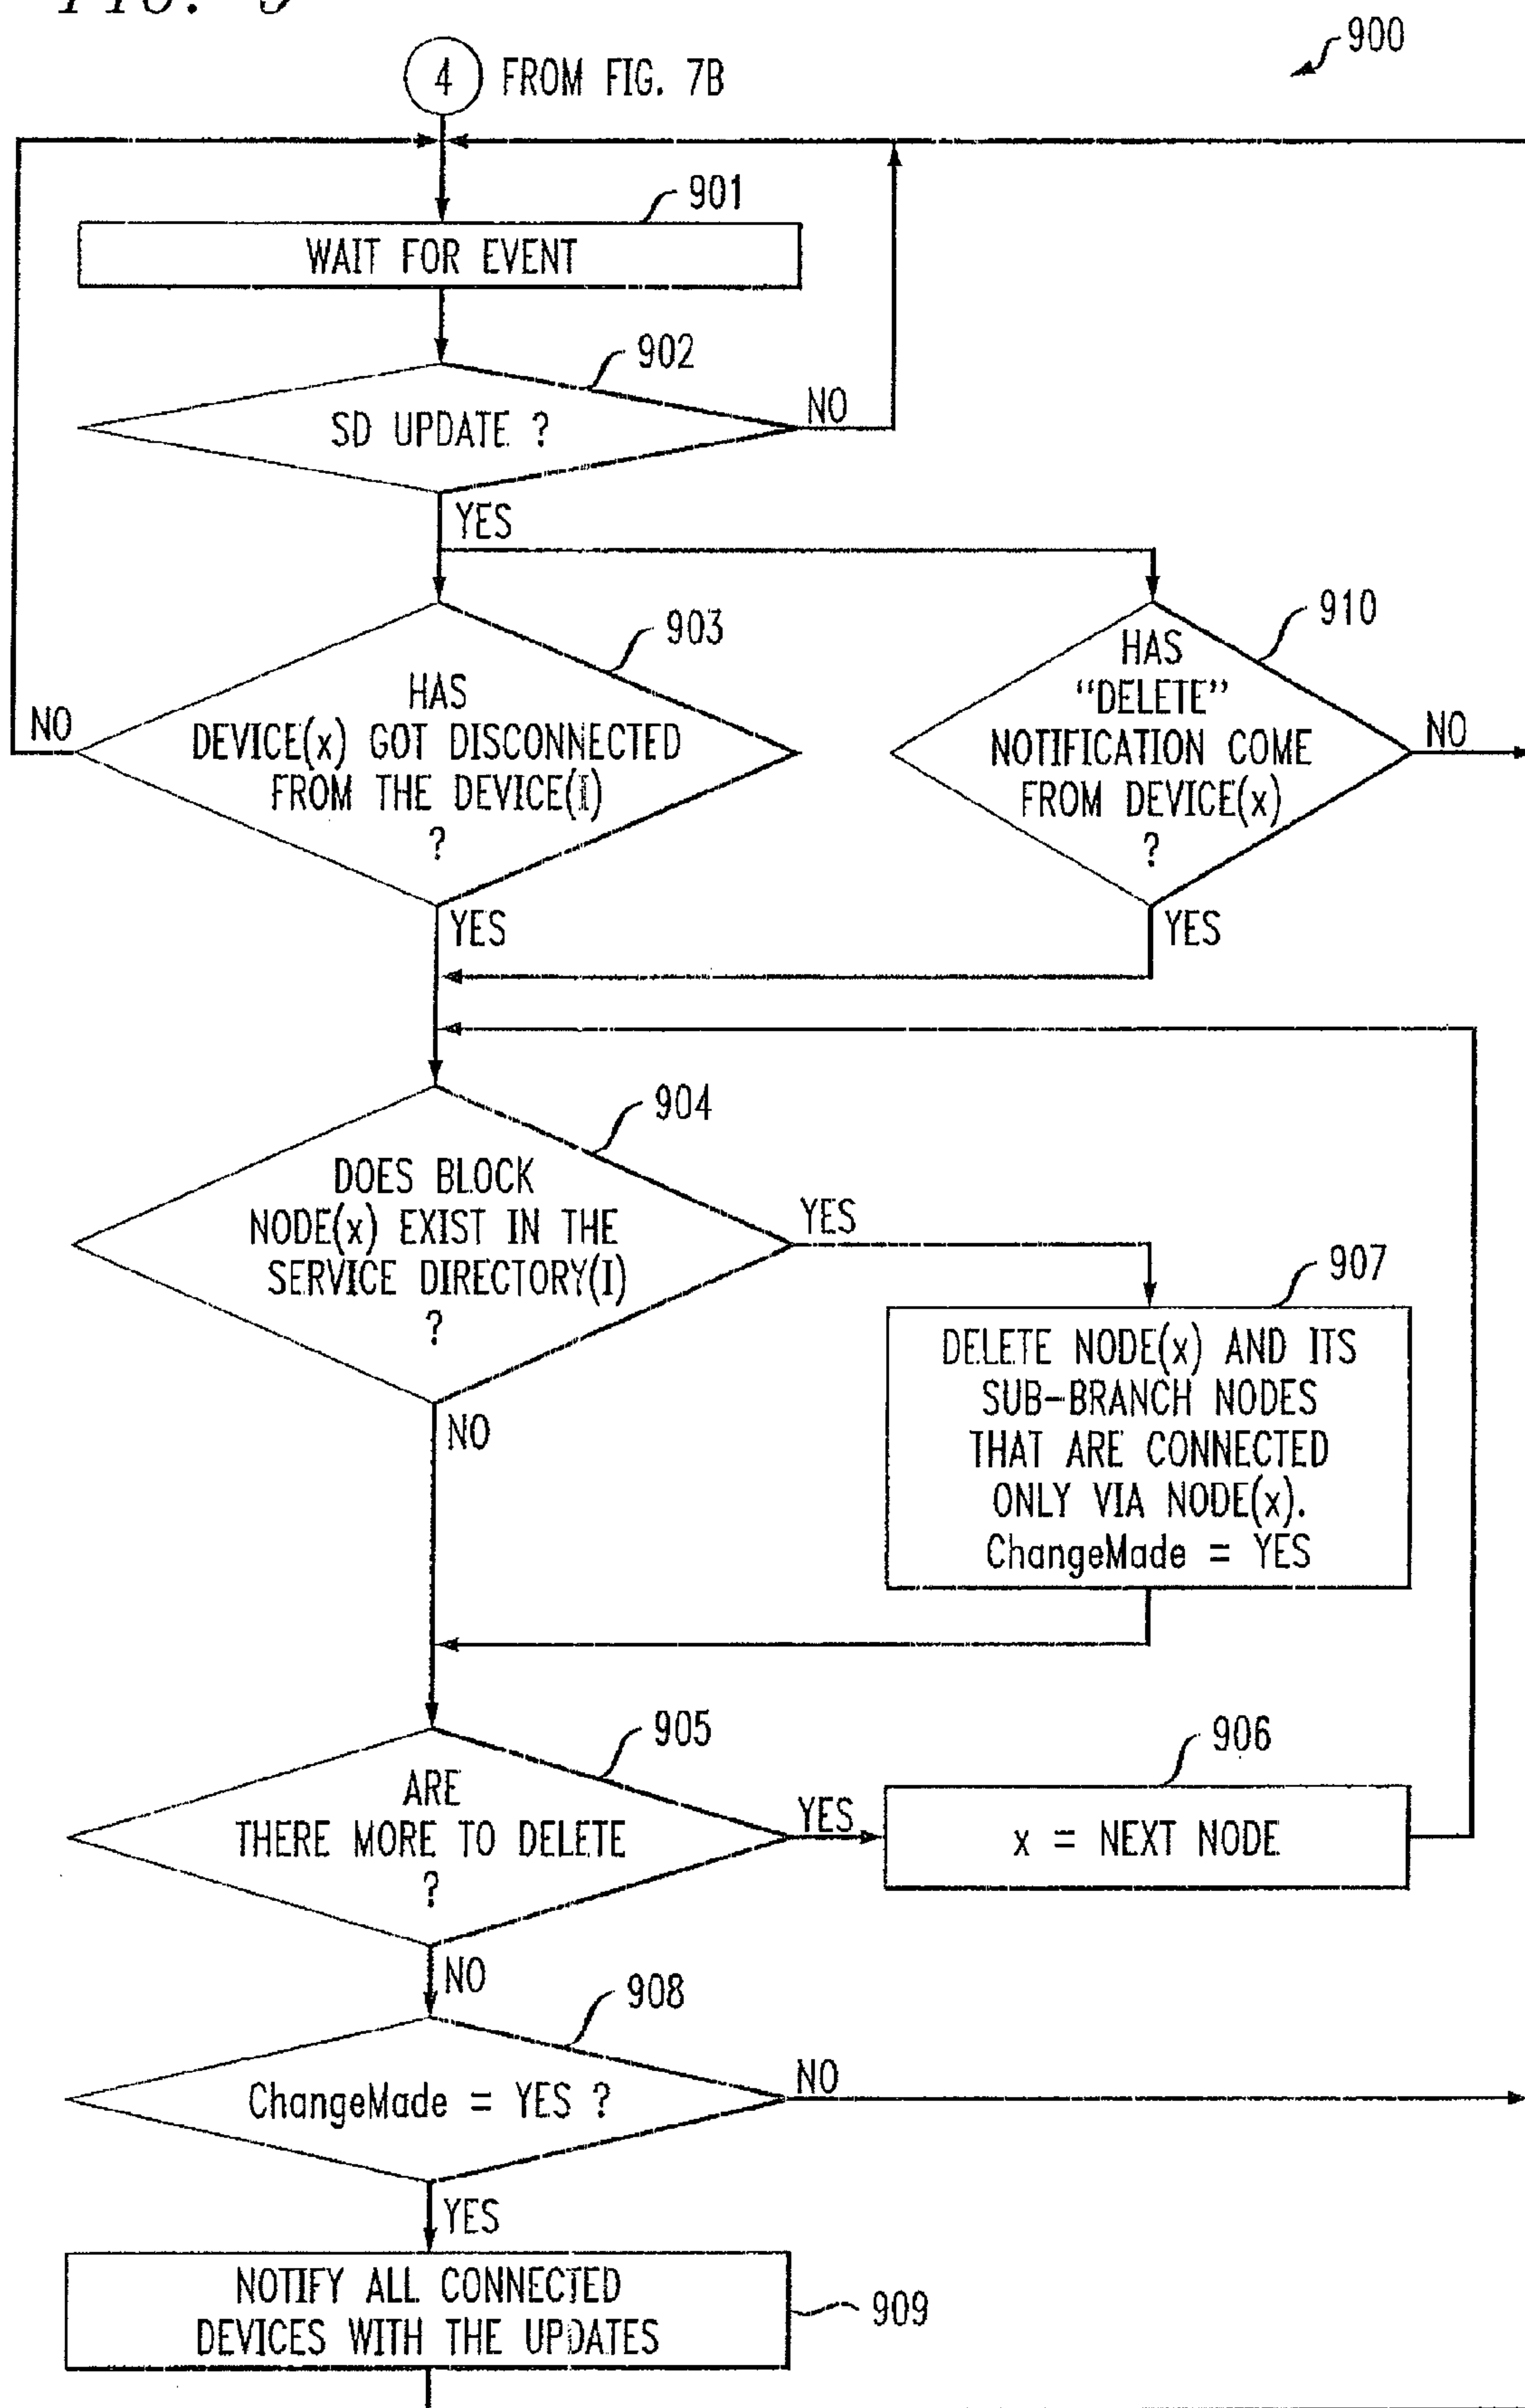 FIG. 9
900
4 FROM FIG. 7B
901
WAIT FOR EVENT
902
SD UPDATE ?
NO
YES
903
HAS
DEVICE(x) GOT DISCONNECTED
FROM THE DEVICE(I)
?
NO
YES
910
HAS
“DELETE”
NOTIFICATION COME
FROM DEVICE(x)
?
NO
YES
904
DOES BLOCK
NODE(x) EXIST IN THE
SERVICE DIRECTORY(I)
?
YES
NO
907
DELETE NODE(x) AND ITS
SUB-BRANCH NODES
THAT ARE CONNECTED
ONLY VIA NODE(x).
ChangeMade = YES
905
ARE
THERE MORE TO DELETE
?
YES
906
x = NEXT NODE
NO
908
ChangeMade = YES ?
NO
YES
NOTIFY ALL CONNECTED
DEVICES WITH THE UPDATES
909